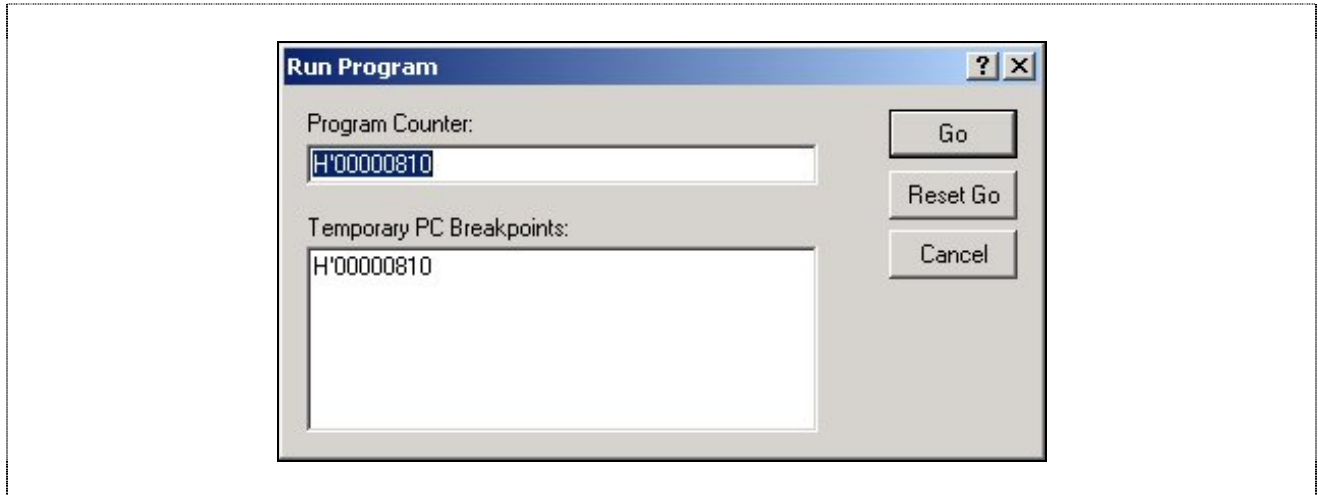 Run Program
Program Counter:
H'00000810
Temporary PC Breakpoints:
H'00000810
Go
Reset Go
Cancel